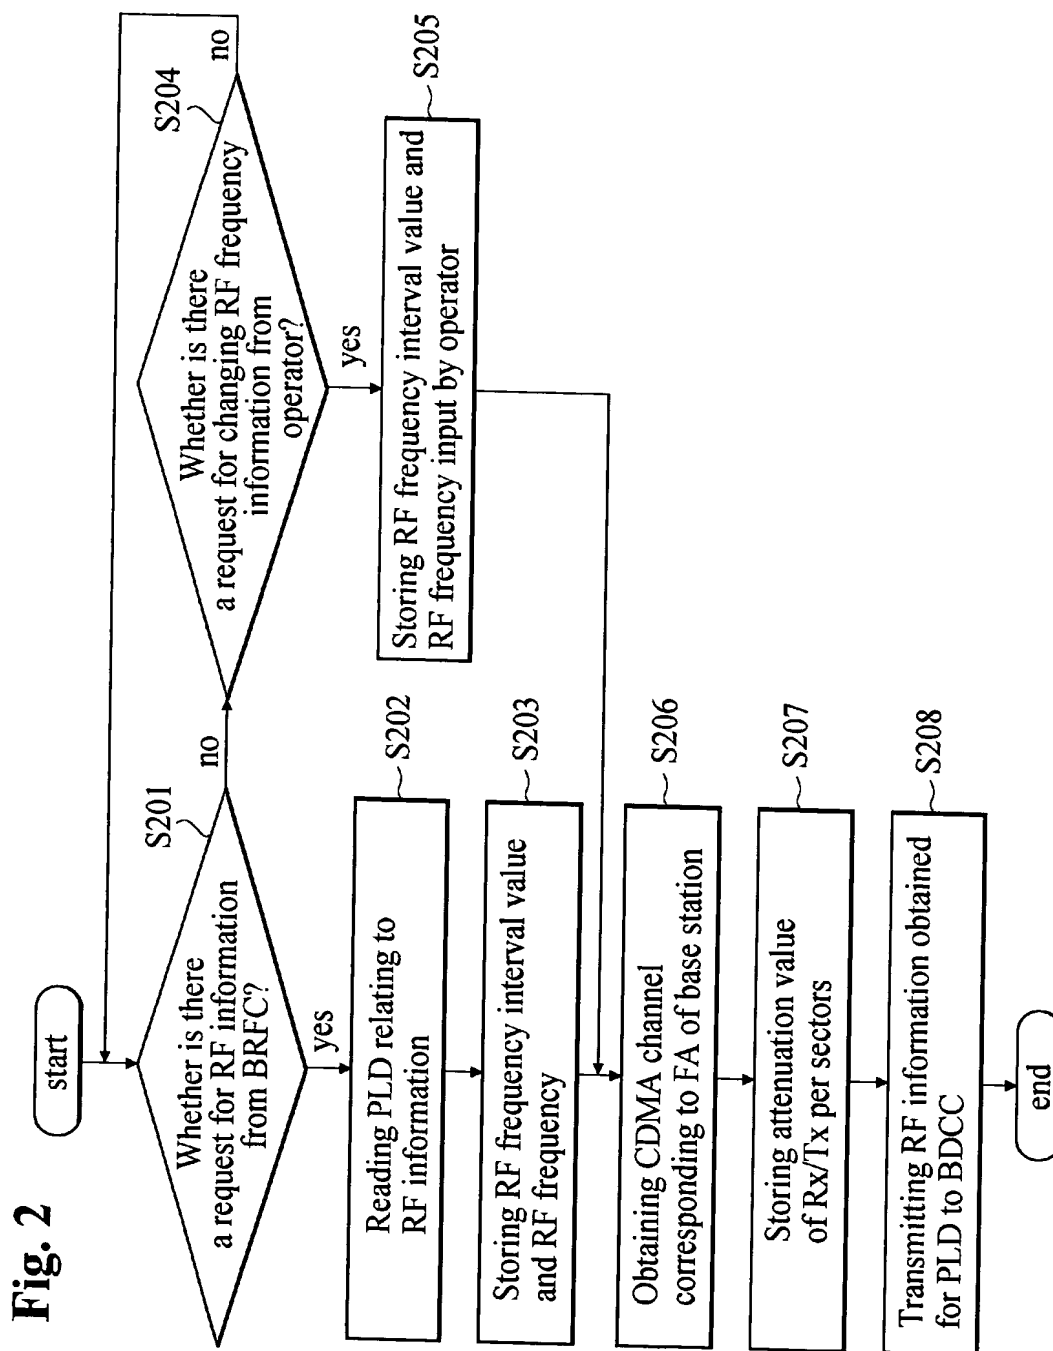 Fig. 2
start
Whether is there
a request for RF information
from BRFC?
S201
no
yes
Reading PLD relating to
RF information
S202
Storing RF frequency interval value
and RF frequency
S203
Whether is there
a request for changing RF frequency
information from
operator?
S204
no
yes
Storing RF frequency interval value and
RF frequency input by operator
S205
Obtaining CDMA channel
corresponding to FA of base station
S206
Storing attenuation value
of Rx/Tx per sectors
S207
Transmitting RF information obtained
for PLD to BDCC
S208
end